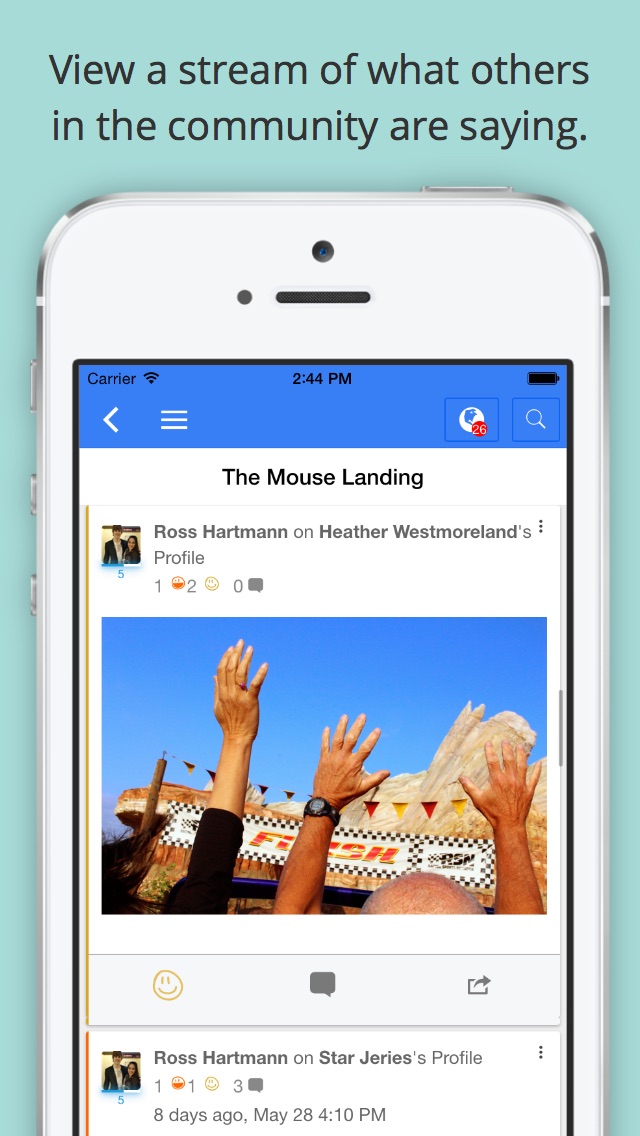 View a stream of what others
in the community are saying.
Carrier 2:44 PM
26
The Mouse Landing
Ross Hartmann on Heather Westmoreland's
Profile
5
1 2 0
FINISH
RSN
Ross Hartmann on Star Jeries's Profile
5
1 1 3
8 days ago, May 28 4:10 PM